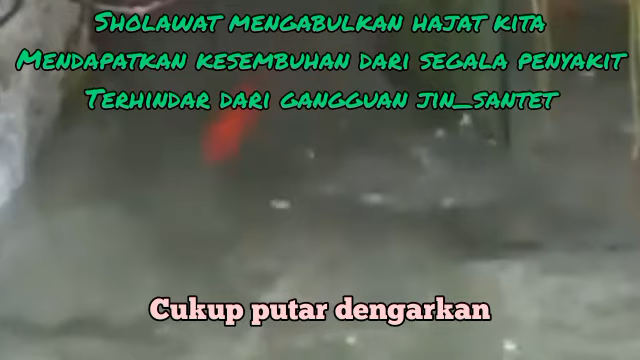 Sholawat mengabulkan hajat kita
Mendapatkan kesembuhan dari segala penyakit
Terhindar dari gangguan jin_santet
Cukup putar dengarkan